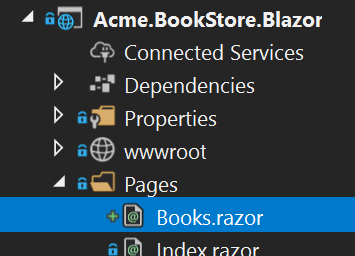 Acme.BookStore.Blazor
Connected Services
Dependencies
Properties
wwwroot
Pages
Books.razor
Index.razor